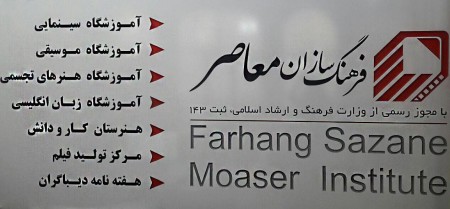 فرهنگ سازان معاصر
با مجوز رسمی از وزارت فرهنگ و ارشاد اسلامی، ثبت ۱۴۳
Farhang Sazane
Moaser Institute
آموزشگاه سینمایی
آموزشگاه موسیقی
آموزشگاه هنرهای تجسمی
آموزشگاه زبان انگلیسی
هنرستان کار و دانش
مرکز تولید فیلم
هفته نامه دیباگران